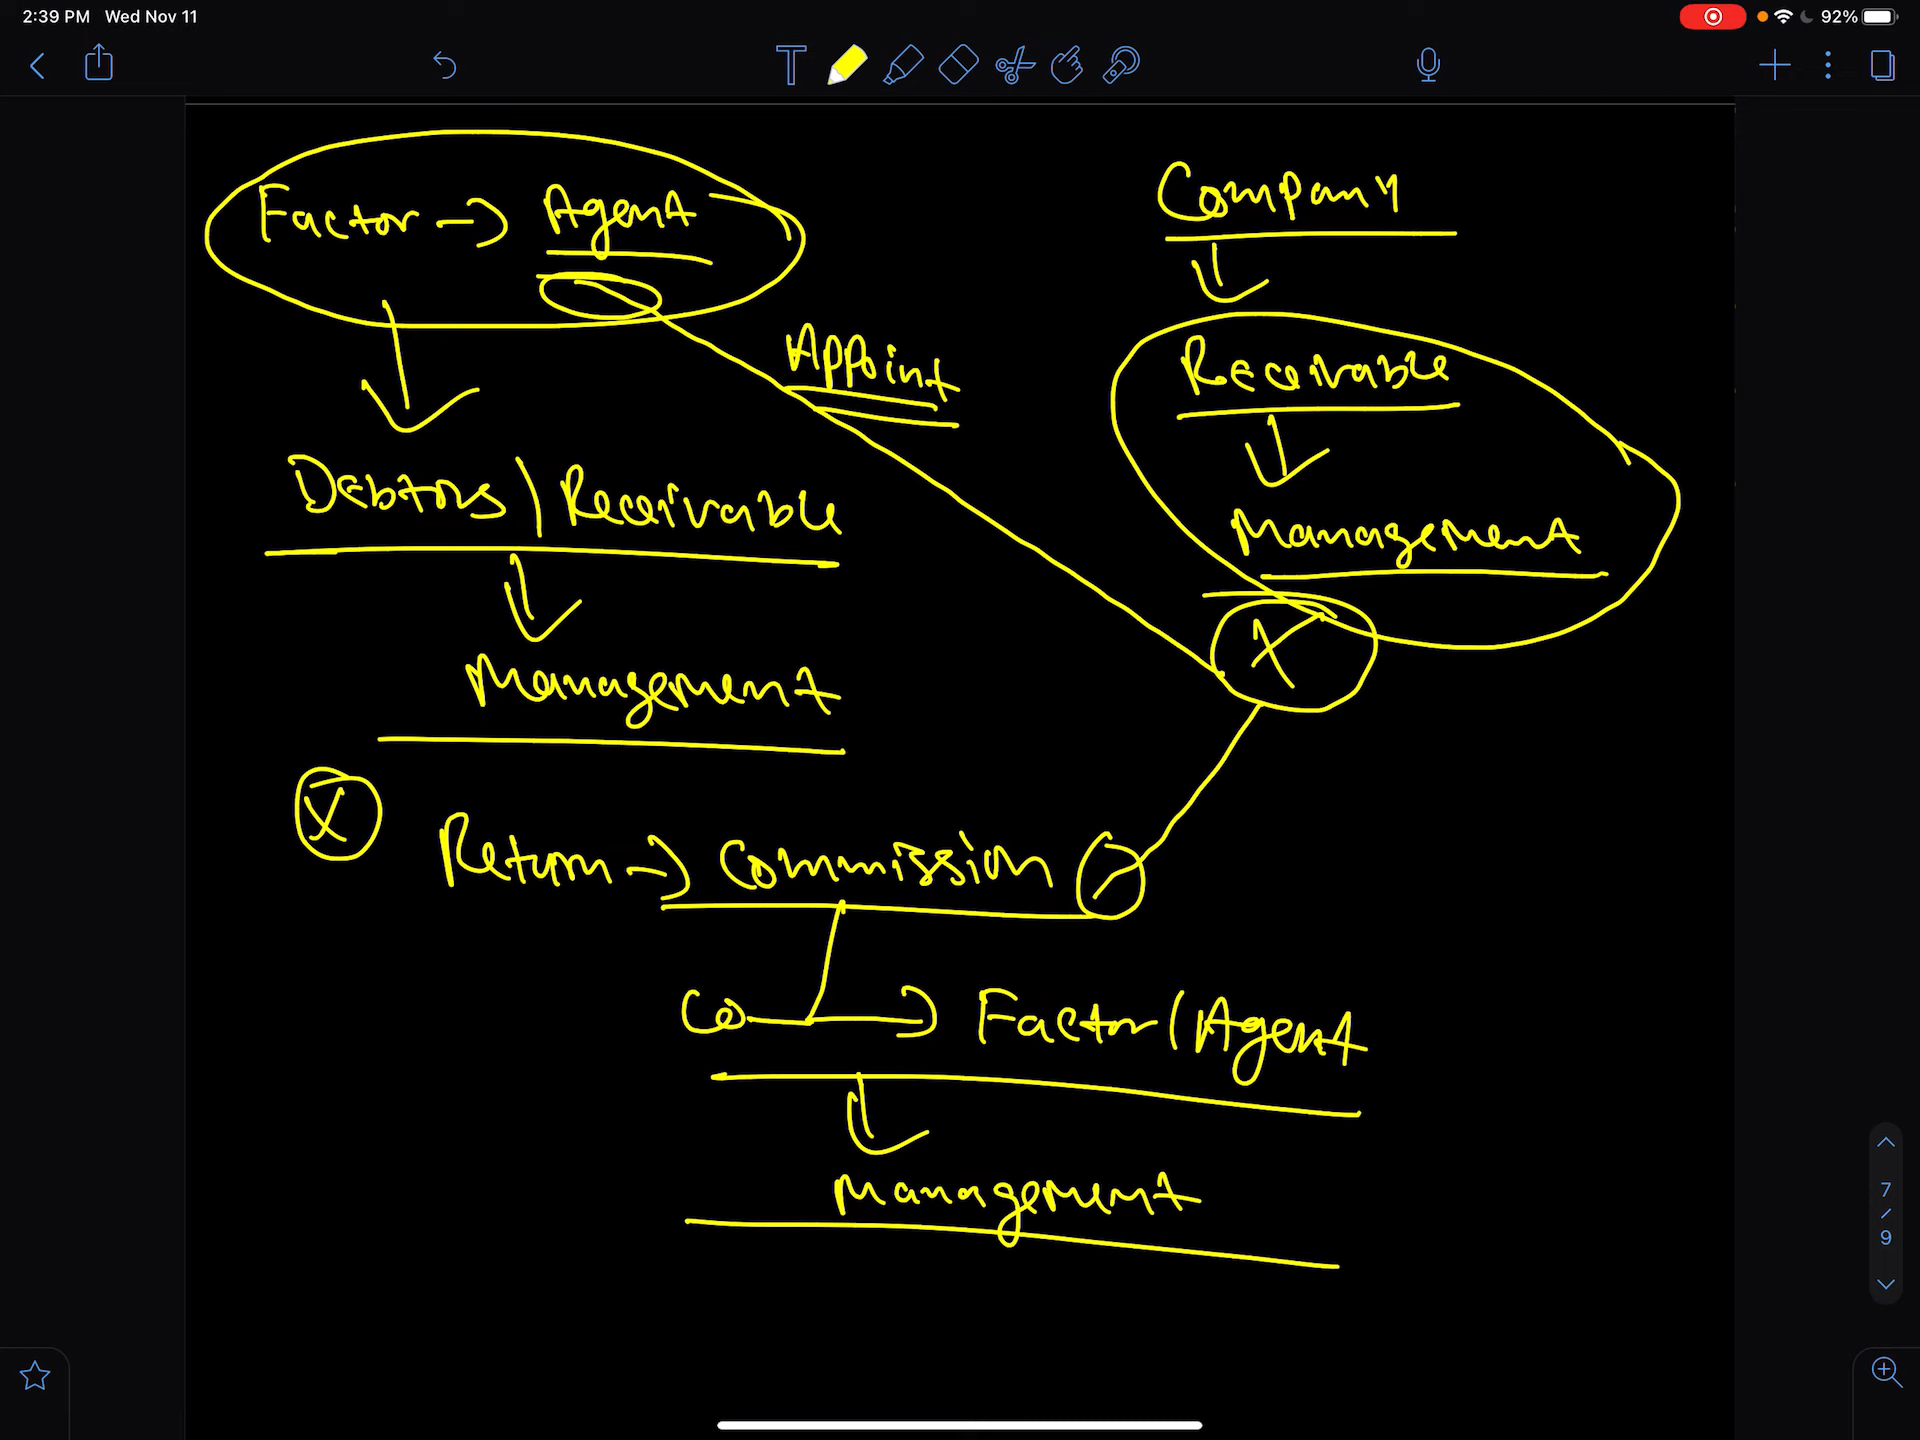 2:39 PM Wed Nov 11
92%
Factor → Agent
Company
Appoint
Receivable
Debtors / Receivable
Management
X
Management
X
Return → Commission
Co → Factor / Agent
Management
7
/
9